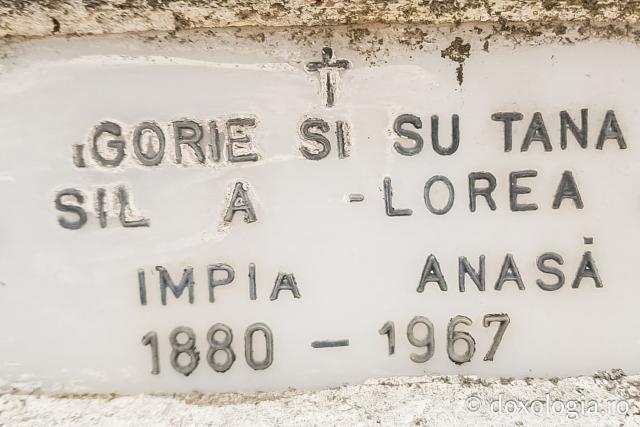 GORIE SI SU TANA
SIL A -LOREA
IMPIA ANASĂ
1880 – 1967
© doxologia.ro